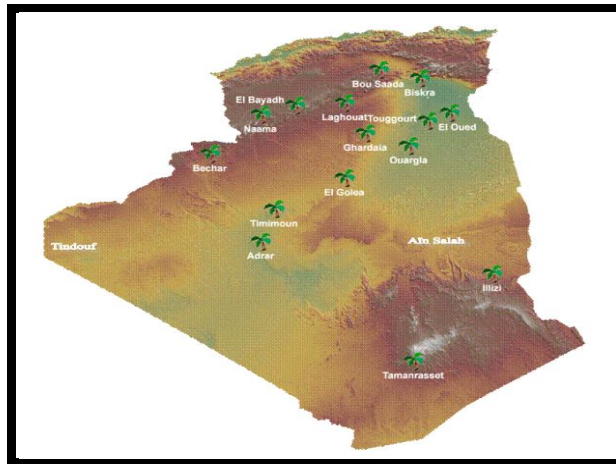 Bou Saada
Biskra
El Bayadh
Laghouat
Touggourt
El Oued
Naama
Ghardaia
Ouargla
Bechar
El Golea
Timimoun
Tindouf
Adrar
Aîn Salah
Illizi
Tamanrasset